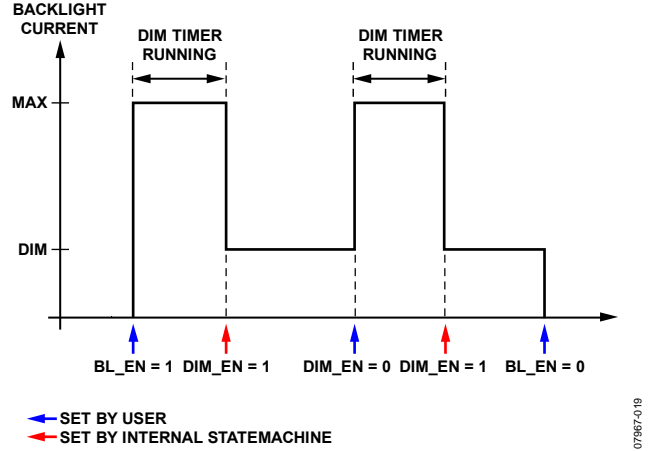 BACKLIGHT
CURRENT
DIM TIMER
RUNNING
DIM TIMER
RUNNING
MAX
DIM
BL_EN = 1 DIM_EN = 1 DIM_EN = 0 DIM_EN = 1 BL_EN = 0
SET BY USER
SET BY INTERNAL STATEMACHINE
07967-019